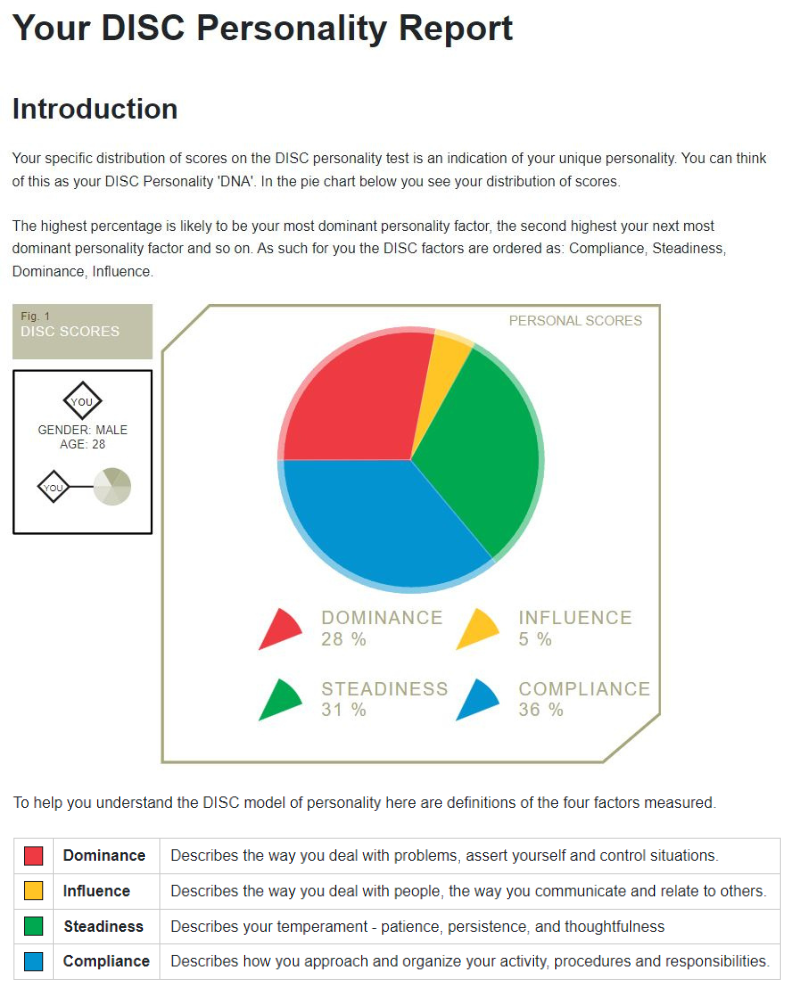 Your DISC Personality Report
Introduction
Your specific distribution of scores on the DISC personality test is an indication of your unique personality. You can think
of this as your DISC Personality 'DNA'. In the pie chart below you see your distribution of scores.
The highest percentage is likely to be your most dominant personality factor, the second highest your next most
dominant personality factor and so on. As such for you the DISC factors are ordered as: Compliance, Steadiness,
Dominance, Influence.
Fig. 1
DISC SCORES
YOU
GENDER: MALE
AGE: 28
YOU
PERSONAL SCORES
DOMINANCE
28 %
INFLUENCE
5 %
STEADINESS
31 %
COMPLIANCE
36 %
To help you understand the DISC model of personality here are definitions of the four factors measured.
Dominance Describes the way you deal with problems, assert yourself and control situations.
Influence Describes the way you deal with people, the way you communicate and relate to others.
Steadiness Describes your temperament - patience, persistence, and thoughtfulness
Compliance Describes how you approach and organize your activity, procedures and responsibilities.